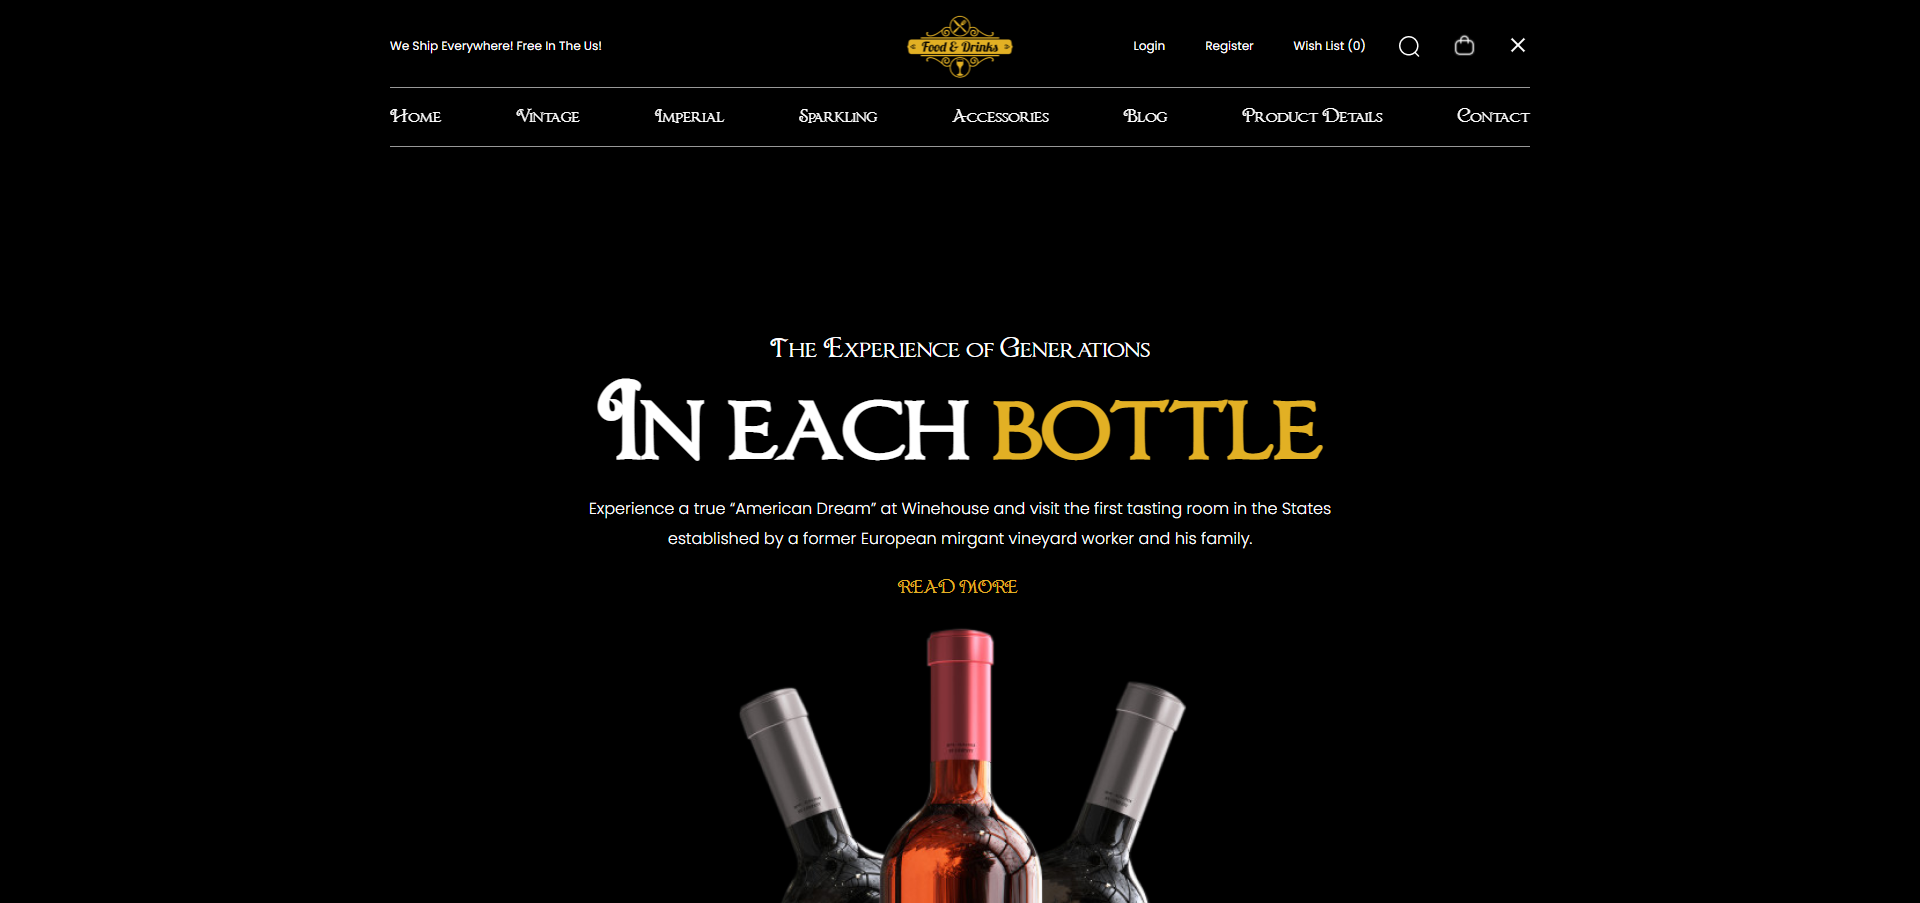 We Ship Everywhere! Free In The Us!
Food & Drinks
Login Register Wish List (0)
Home Vintage Imperial Sparkling Accessories Blog Product Details Contact
The Experience of Generations
In each bottle
Experience a true “American Dream” at Winehouse and visit the first tasting room in the States
established by a former European mirgant vineyard worker and his family.
READ MORE